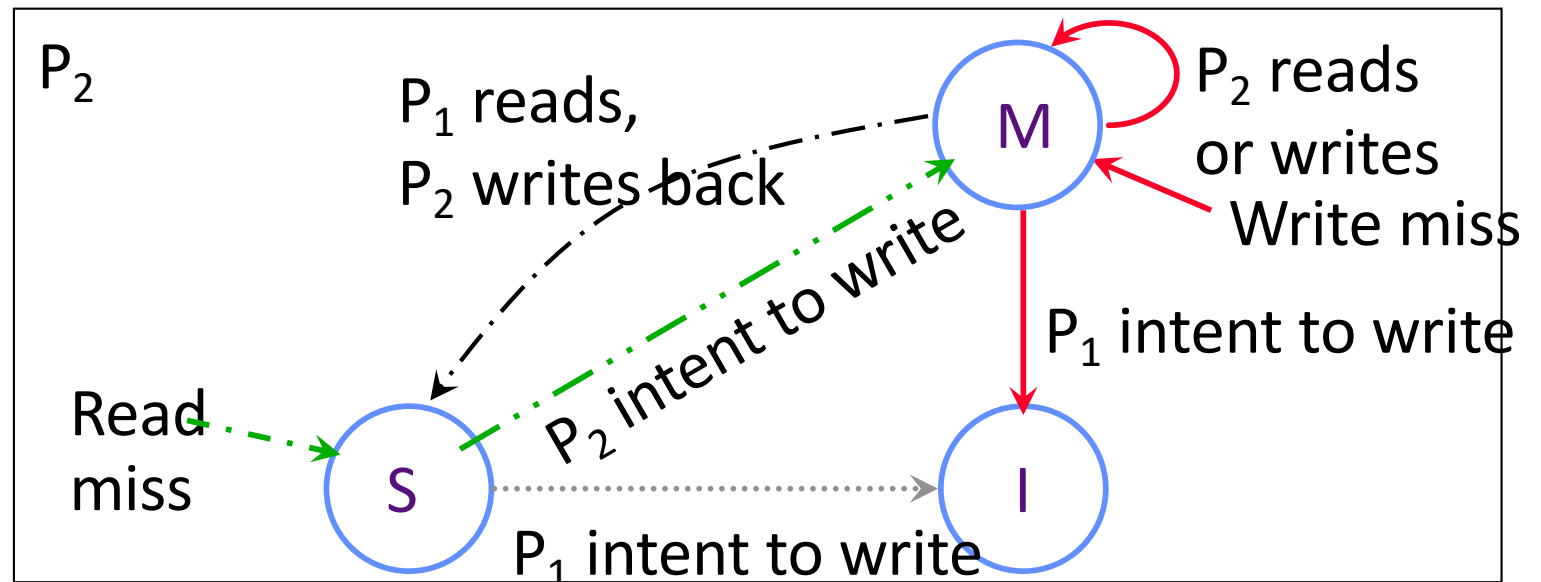 P₂
P₁ reads,
P₂ writes back
M
P₂ reads
or writes
Write miss
P₂ intent to write
P₁ intent to write
Read
miss
S
I
P₁ intent to write